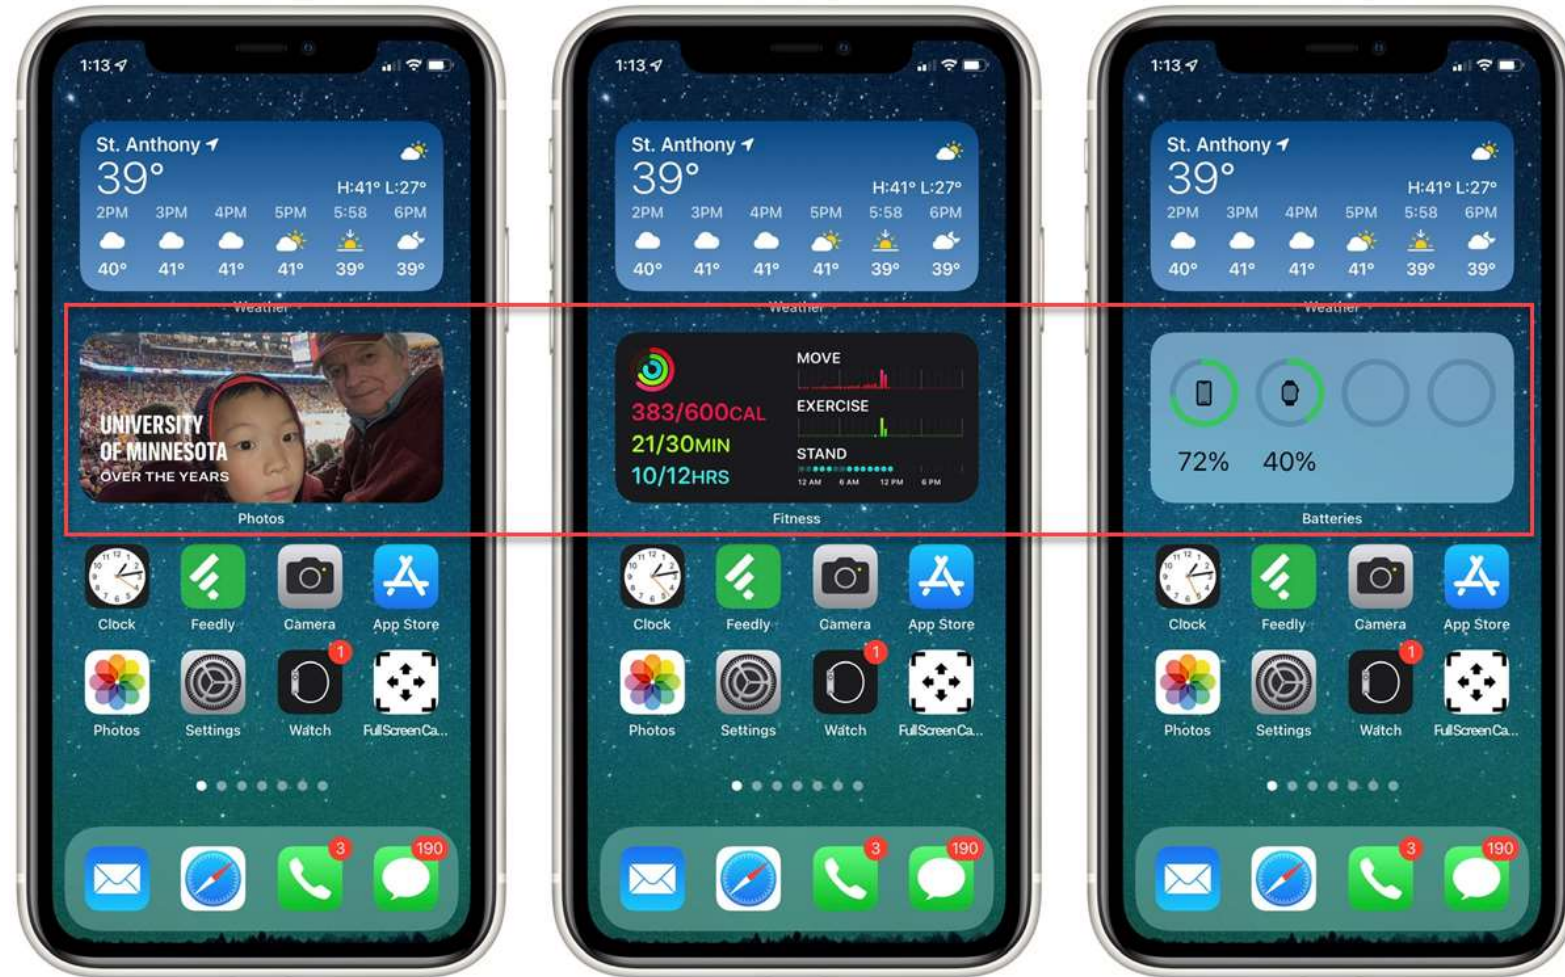 1:13
St. Anthony
39°
H:41° L:27°
2PM 3PM 4PM 5PM 5:58 6PM
40° 41° 41° 41° 39° 39°
Weather
UNIVERSITY
OF MINNESOTA
OVER THE YEARS
Photos
Clock Feedly Camera App Store
1
Photos Settings Watch FullScreenCa...
3 190
1:13
St. Anthony
39°
H:41° L:27°
2PM 3PM 4PM 5PM 5:58 6PM
40° 41° 41° 41° 39° 39°
Weather
383/600CAL
21/30MIN
10/12HRS
MOVE
EXERCISE
STAND
12 AM 6 AM 12 PM 6 PM
Fitness
Clock Feedly Camera App Store
1
Photos Settings Watch FullScreenCa...
3 190
1:13
St. Anthony
39°
H:41° L:27°
2PM 3PM 4PM 5PM 5:58 6PM
40° 41° 41° 41° 39° 39°
Weather
72% 40%
Batteries
Clock Feedly Camera App Store
1
Photos Settings Watch FullScreenCa...
3 190